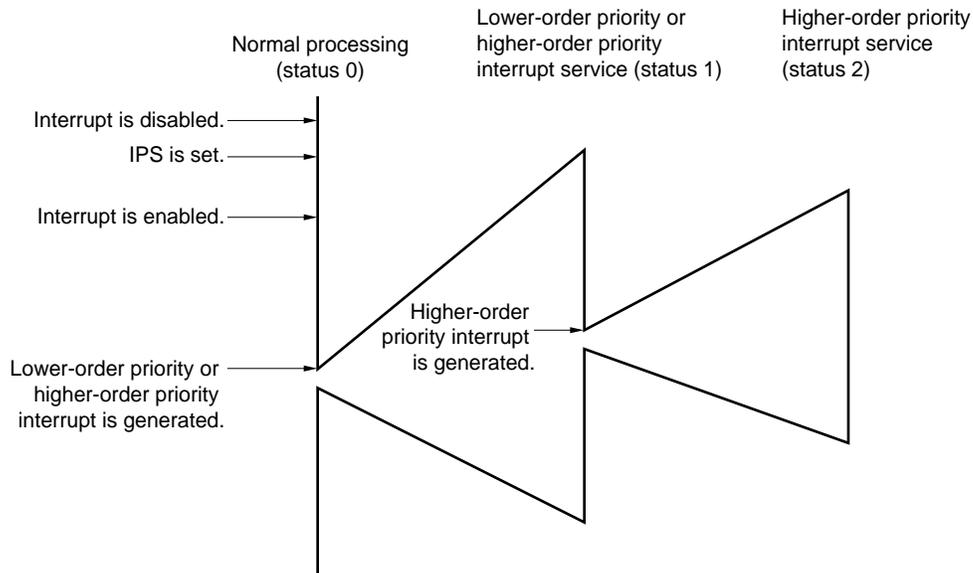 Normal processing
(status 0)
Lower-order priority or
higher-order priority
interrupt service (status 1)
Higher-order priority
interrupt service
(status 2)
Interrupt is disabled.
IPS is set.
Interrupt is enabled.
Higher-order
priority interrupt
is generated.
Lower-order priority or
higher-order priority
interrupt is generated.